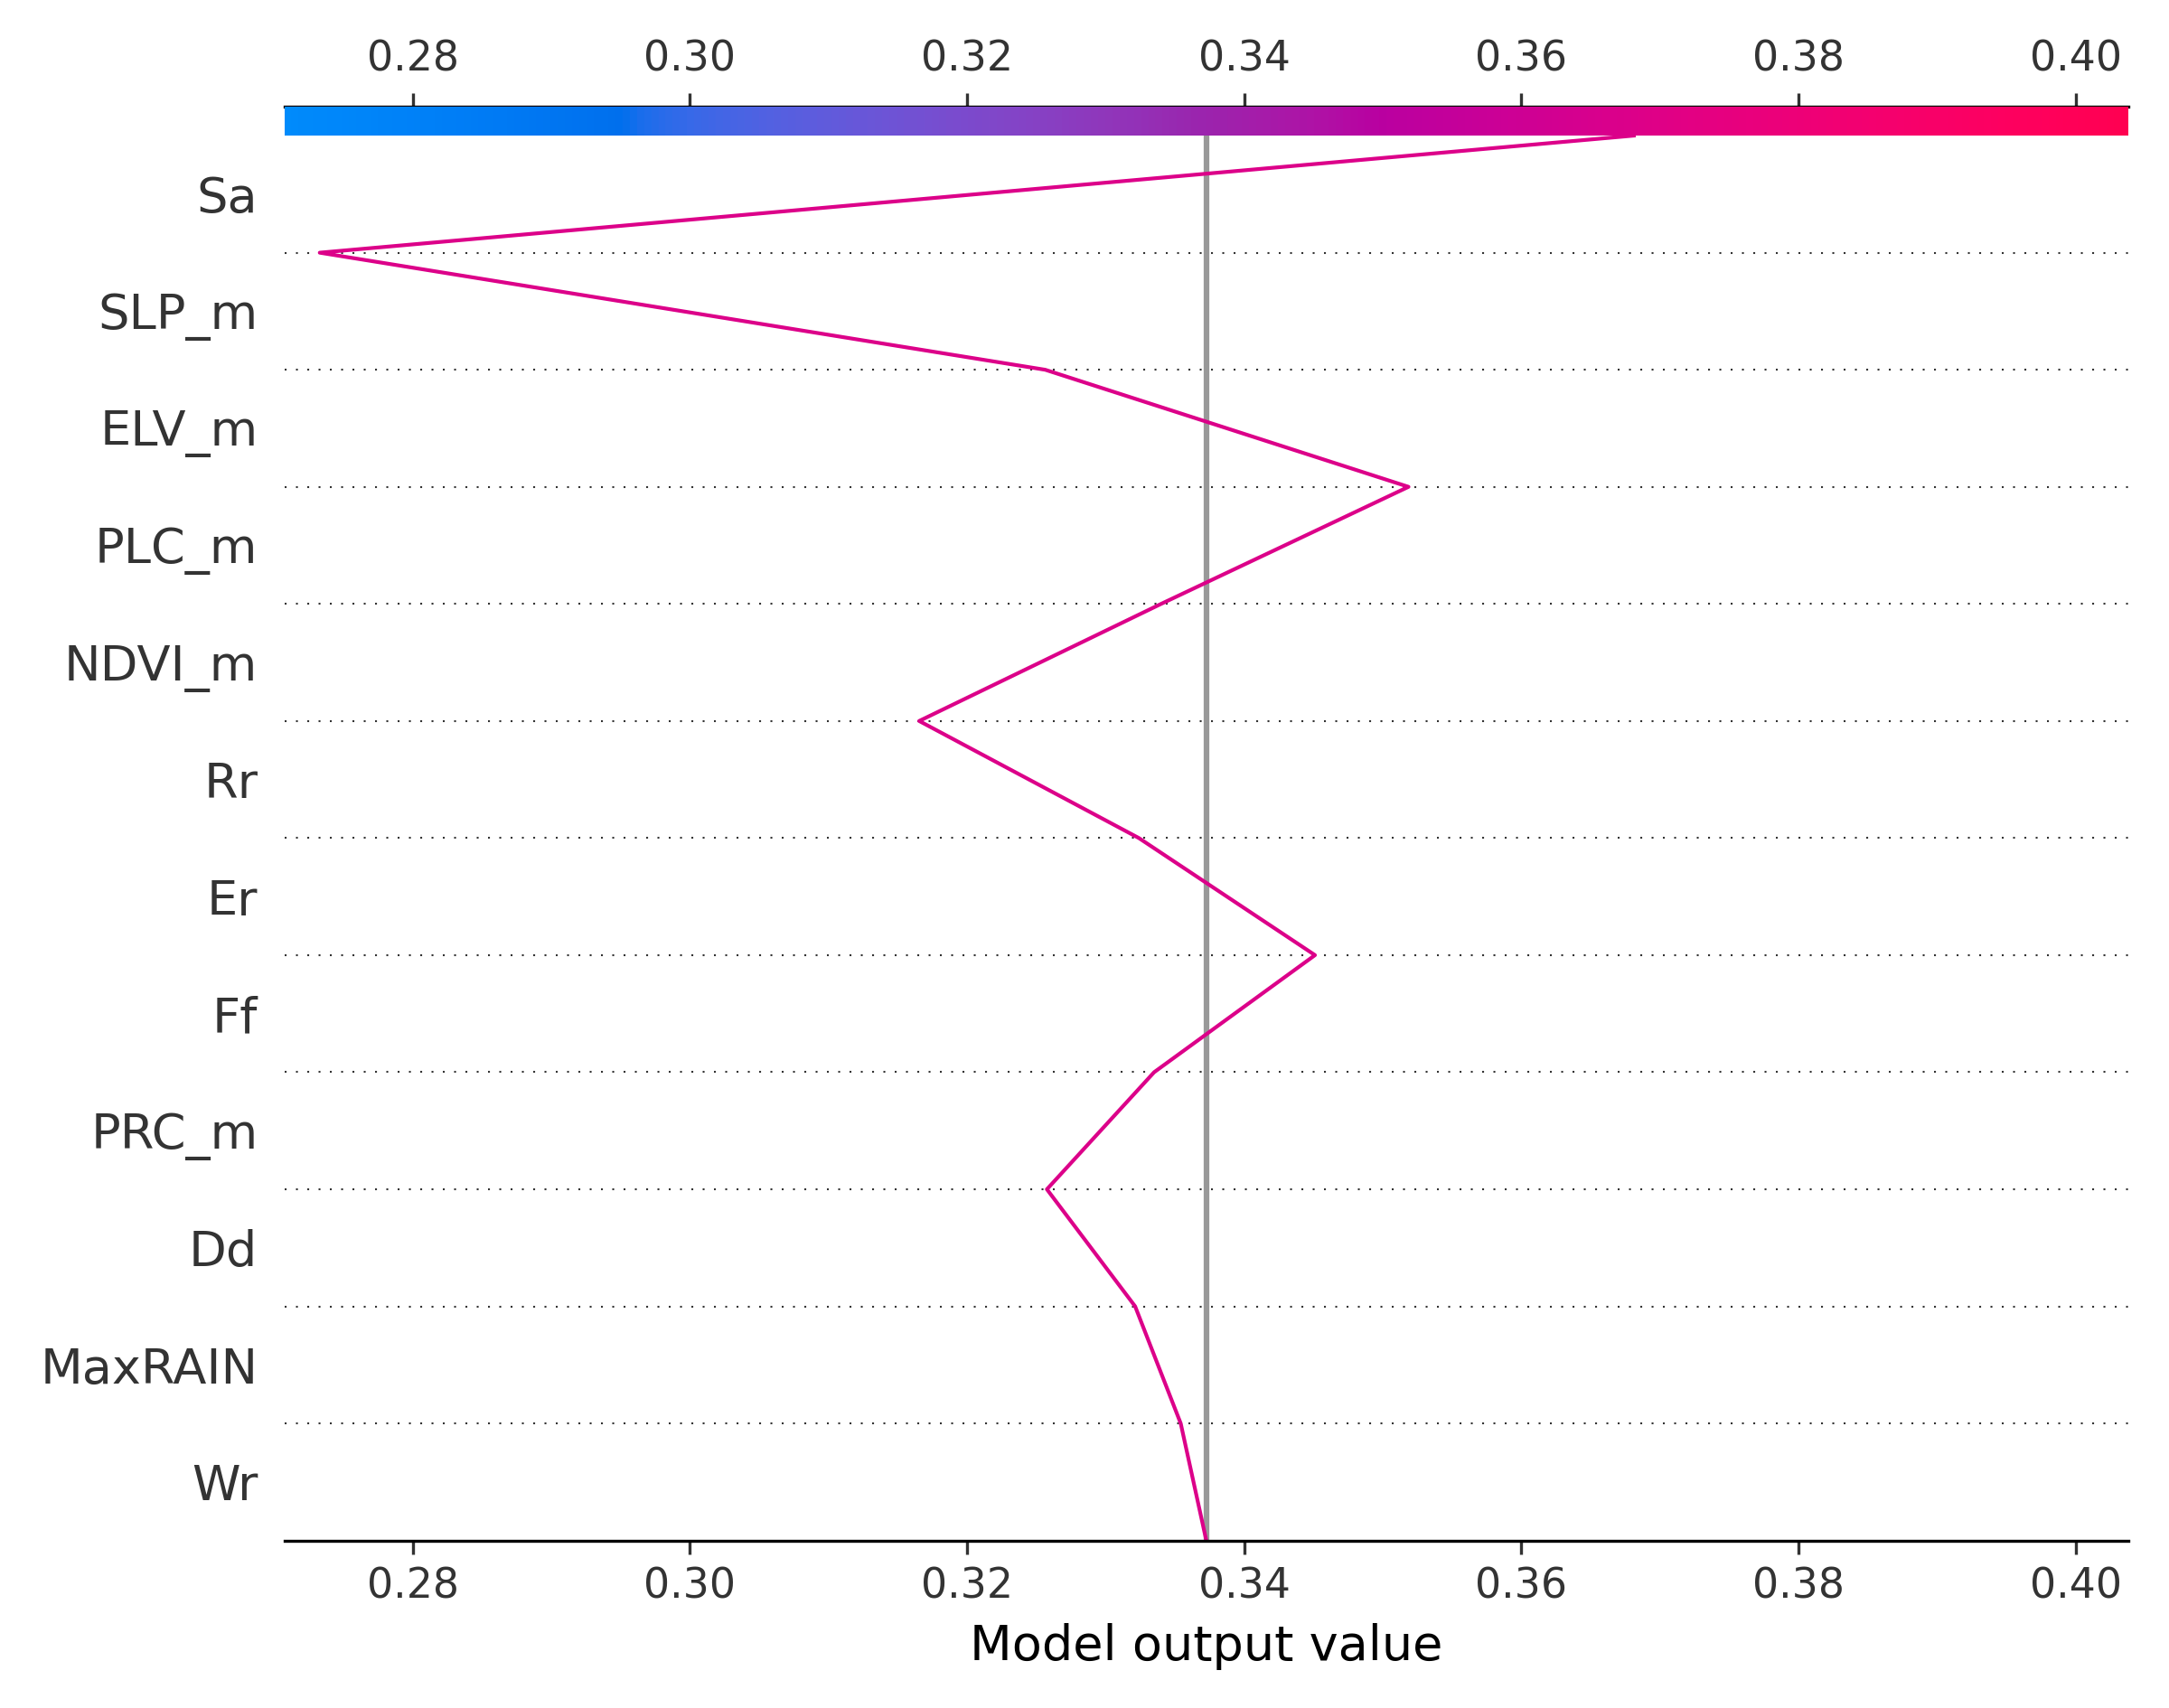 0.28 0.30 0.32 0.34 0.36 0.38 0.40
Sa
SLP_m
ELV_m
PLC_m
NDVI_m
Rr
Er
Ff
PRC_m
Dd
MaxRAIN
Wr
0.28 0.30 0.32 0.34 0.36 0.38 0.40
Model output value